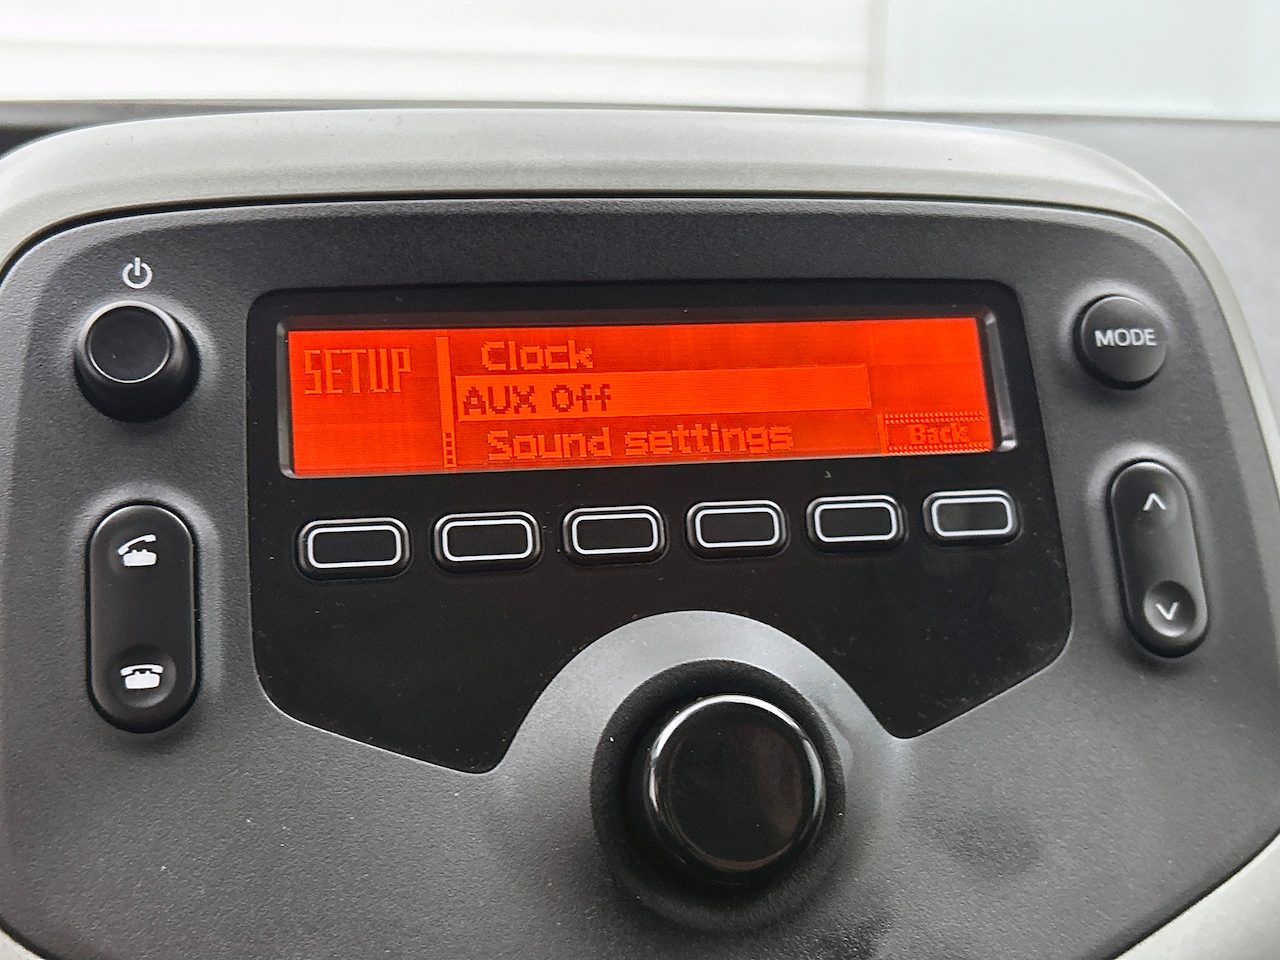 SETUP
Clock
AUX Off
Sound settings
Back
MODE